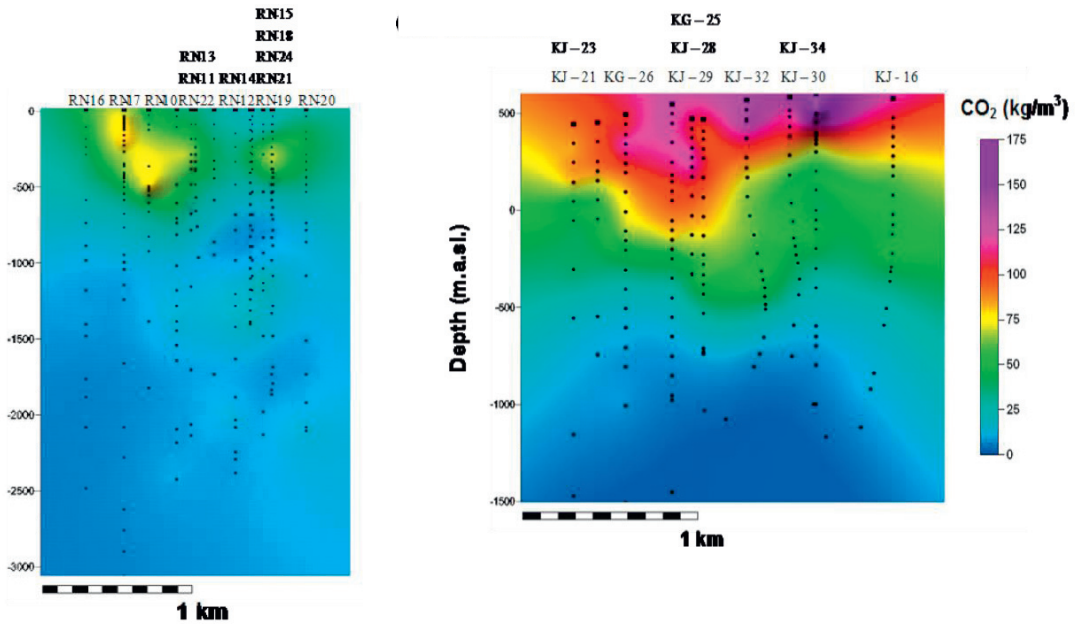 RN15
RN18
RN13 RN24
RN11 RN14 RN21
RN16 RN17 RN10 RN22 RN12 RN19 RN20
0
-500
-1000
-1500
-2000
-2500
-3000
1 km
KG-25
KJ-23 KJ-28 KJ-34
KJ-21 KG-26 KJ-29 KJ-32 KJ-30 KJ-16
Depth (m.a.sl.)
500
0
-500
-1000
-1500
1 km
CO₂ (kg/m³)
175
150
125
100
75
50
25
0